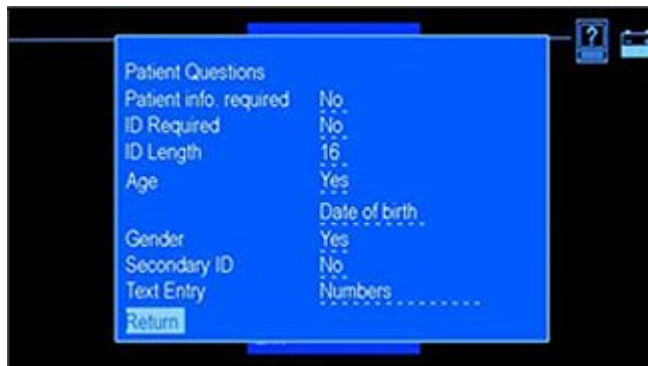 ?
Patient Questions
Patient info. required No
ID Required No
ID Length 16
Age Yes
Date of birth
Gender Yes
Secondary ID No
Text Entry Numbers
Return